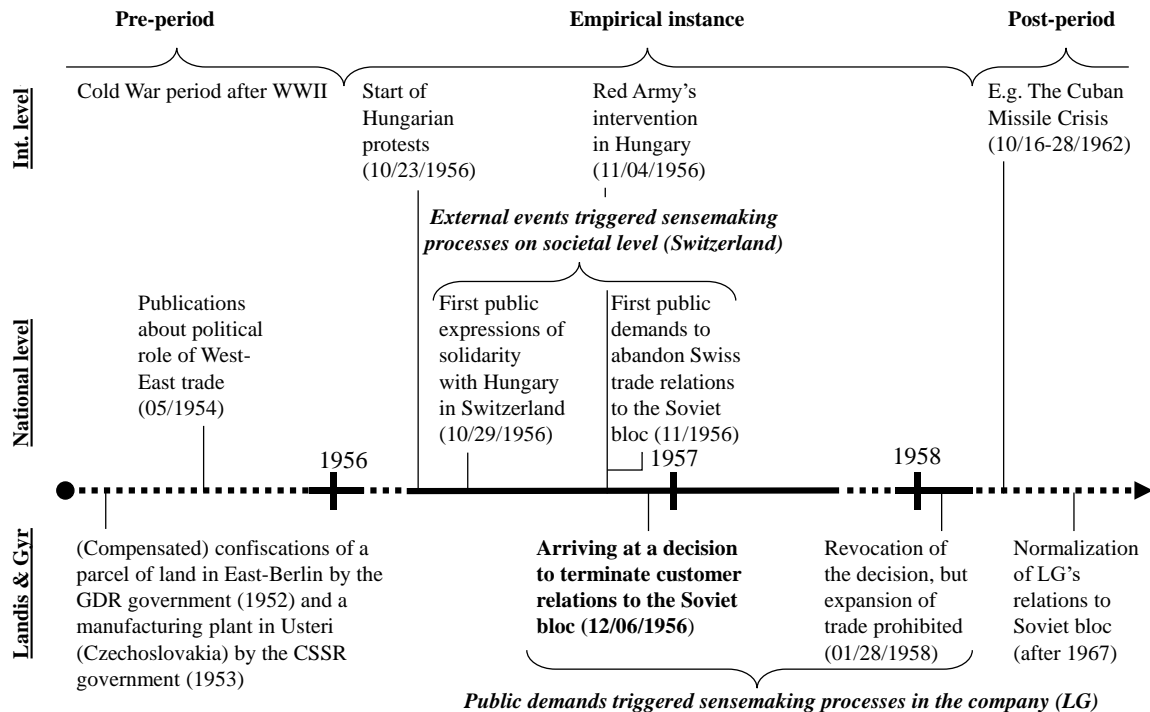 Pre-period
Empirical instance
Post-period
Int. level
Cold War period after WWII
Start of
Hungarian
protests
(10/23/1956)
Red Army’s
intervention
in Hungary
(11/04/1956)
E.g. The Cuban
Missile Crisis
(10/16-28/1962)
External events triggered sensemaking
processes on societal level (Switzerland)
National level
Publications
about political
role of West-
East trade
(05/1954)
First public
expressions of
solidarity
with Hungary
in Switzerland
(10/29/1956)
First public
demands to
abandon Swiss
trade relations
to the Soviet
bloc (11/1956)
1956
1957
1958
Landis & Gyr
(Compensated) confiscations of a
parcel of land in East-Berlin by the
GDR government (1952) and a
manufacturing plant in Usteri
(Czechoslovakia) by the CSSR
government (1953)
Arriving at a decision
to terminate customer
relations to the Soviet
bloc (12/06/1956)
Revocation of
the decision, but
expansion of
trade prohibited
(01/28/1958)
Normalization
of LG’s
relations to
Soviet bloc
(after 1967)
Public demands triggered sensemaking processes in the company (LG)